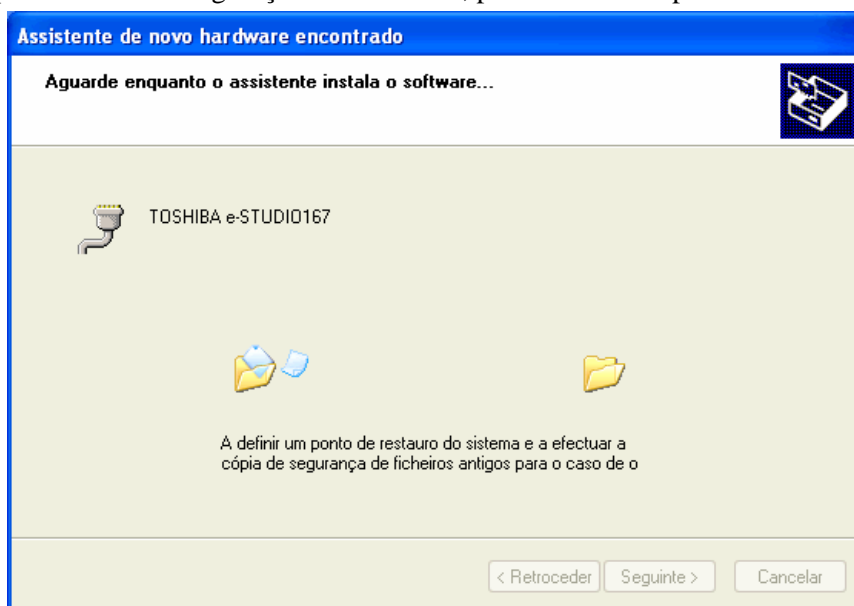 Assistente de novo hardware encontrado
Aguarde enquanto o assistente instala o software...
TOSHIBA e-STUDIO167
A definir um ponto de restauro do sistema e a efectuar a
cópia de segurança de ficheiros antigos para o caso de o
< Retroceder Seguinte > Cancelar